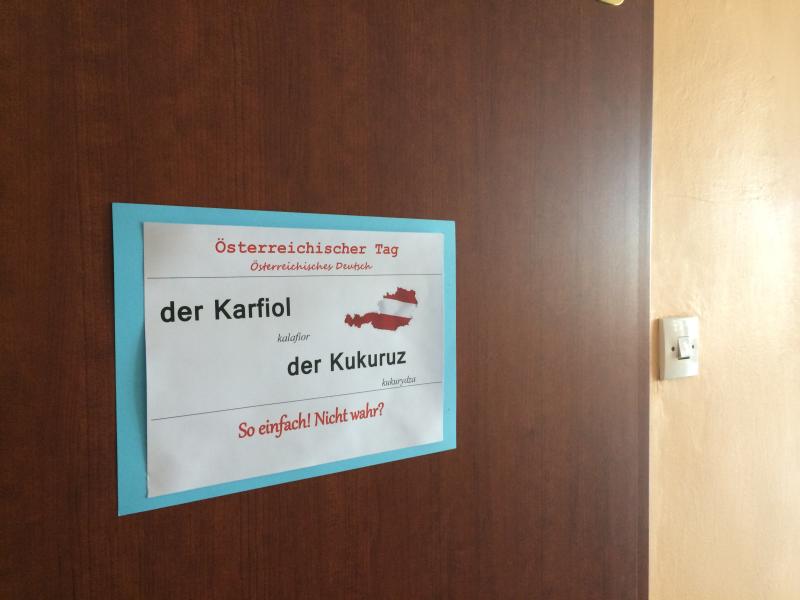 Österreichischer Tag
Österreichisches Deutsch
der Karfiol
kalafior
der Kukuruz
kukurydza
So einfach! Nicht wahr?